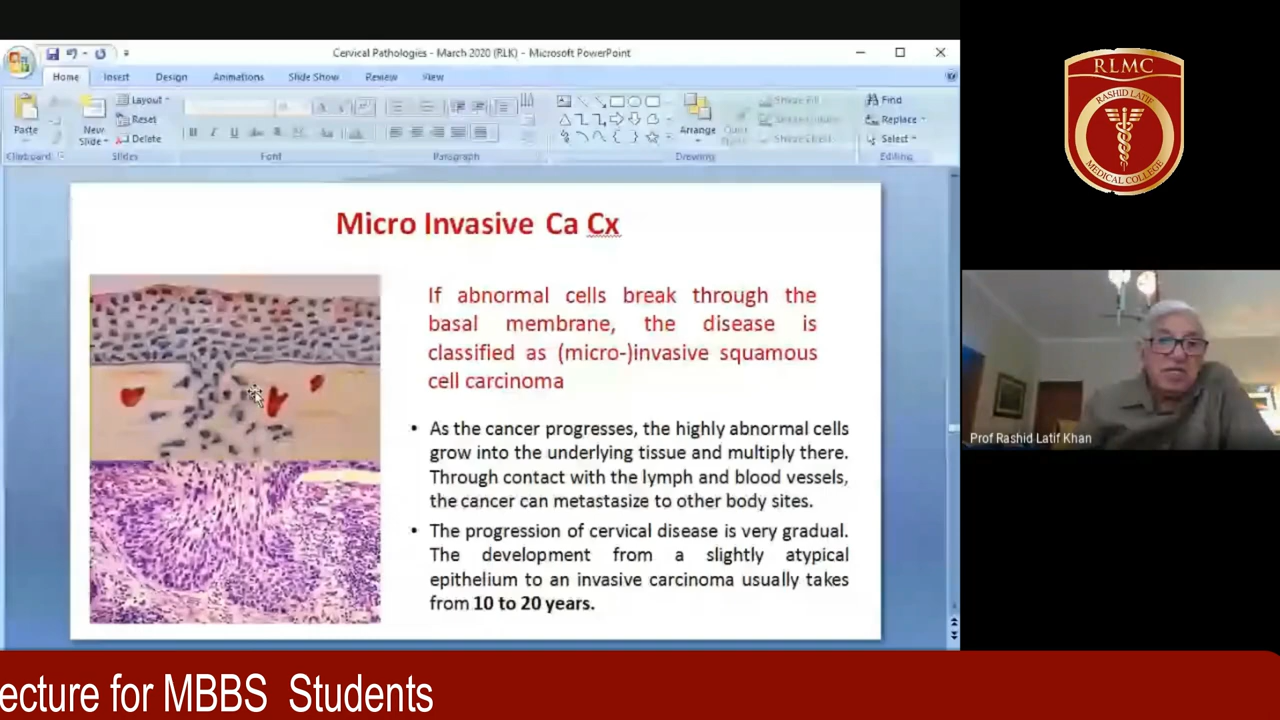 Cervical Pathologies - March 2020 (RLK) - Microsoft PowerPoint
Home Insert Design Animations Slide Show Review View
Paste
New
Slide
Layout
Reset
Delete
Arrange
Quick
Shape Fill
Find
Replace
Select
Clipboard Slides Font Paragraph Drawing Editing
Micro Invasive Ca Cx
If abnormal cells break through the
basal membrane, the disease is
classified as (micro-)invasive squamous
cell carcinoma
• As the cancer progresses, the highly abnormal cells
grow into the underlying tissue and multiply there.
Through contact with the lymph and blood vessels,
the cancer can metastasize to other body sites.
• The progression of cervical disease is very gradual.
The development from a slightly atypical
epithelium to an invasive carcinoma usually takes
from 10 to 20 years.
RLMC
RASHID LATIF
MEDICAL COLLEGE
Prof Rashid Latif Khan
ecture for MBBS Students